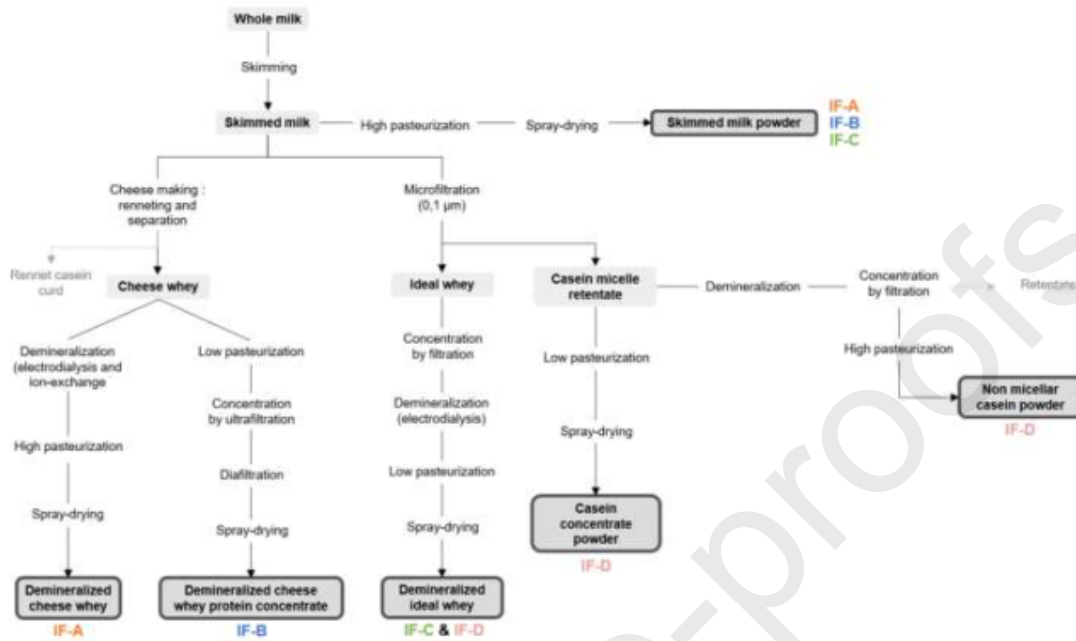 Whole milk
Skimming
Skimmed milk
High pasteurization
Spray-drying
Skimmed milk powder
IF-A
IF-B
IF-C
Cheese making :
renneting and
separation
Microfiltration
(0,1 µm)
Rennet casein
curd
Cheese whey
Ideal whey
Casein micelle
retentate
Demineralization
Concentration
by filtration
Retentate
Demineralization
(electrodialysis and
ion-exchange
Low pasteurization
Concentration
by filtration
Low pasteurization
High pasteurization
Non micellar
casein powder
IF-D
Concentration
by ultrafiltration
Demineralization
(electrodialysis)
High pasteurization
Spray-drying
Diafiltration
Low pasteurization
Casein
concentrate
powder
IF-D
Spray-drying
Spray-drying
Spray-drying
Demineralized
cheese whey
IF-A
Demineralized cheese
whey protein concentrate
IF-B
Demineralized
ideal whey
IF-C & IF-D
-proofs